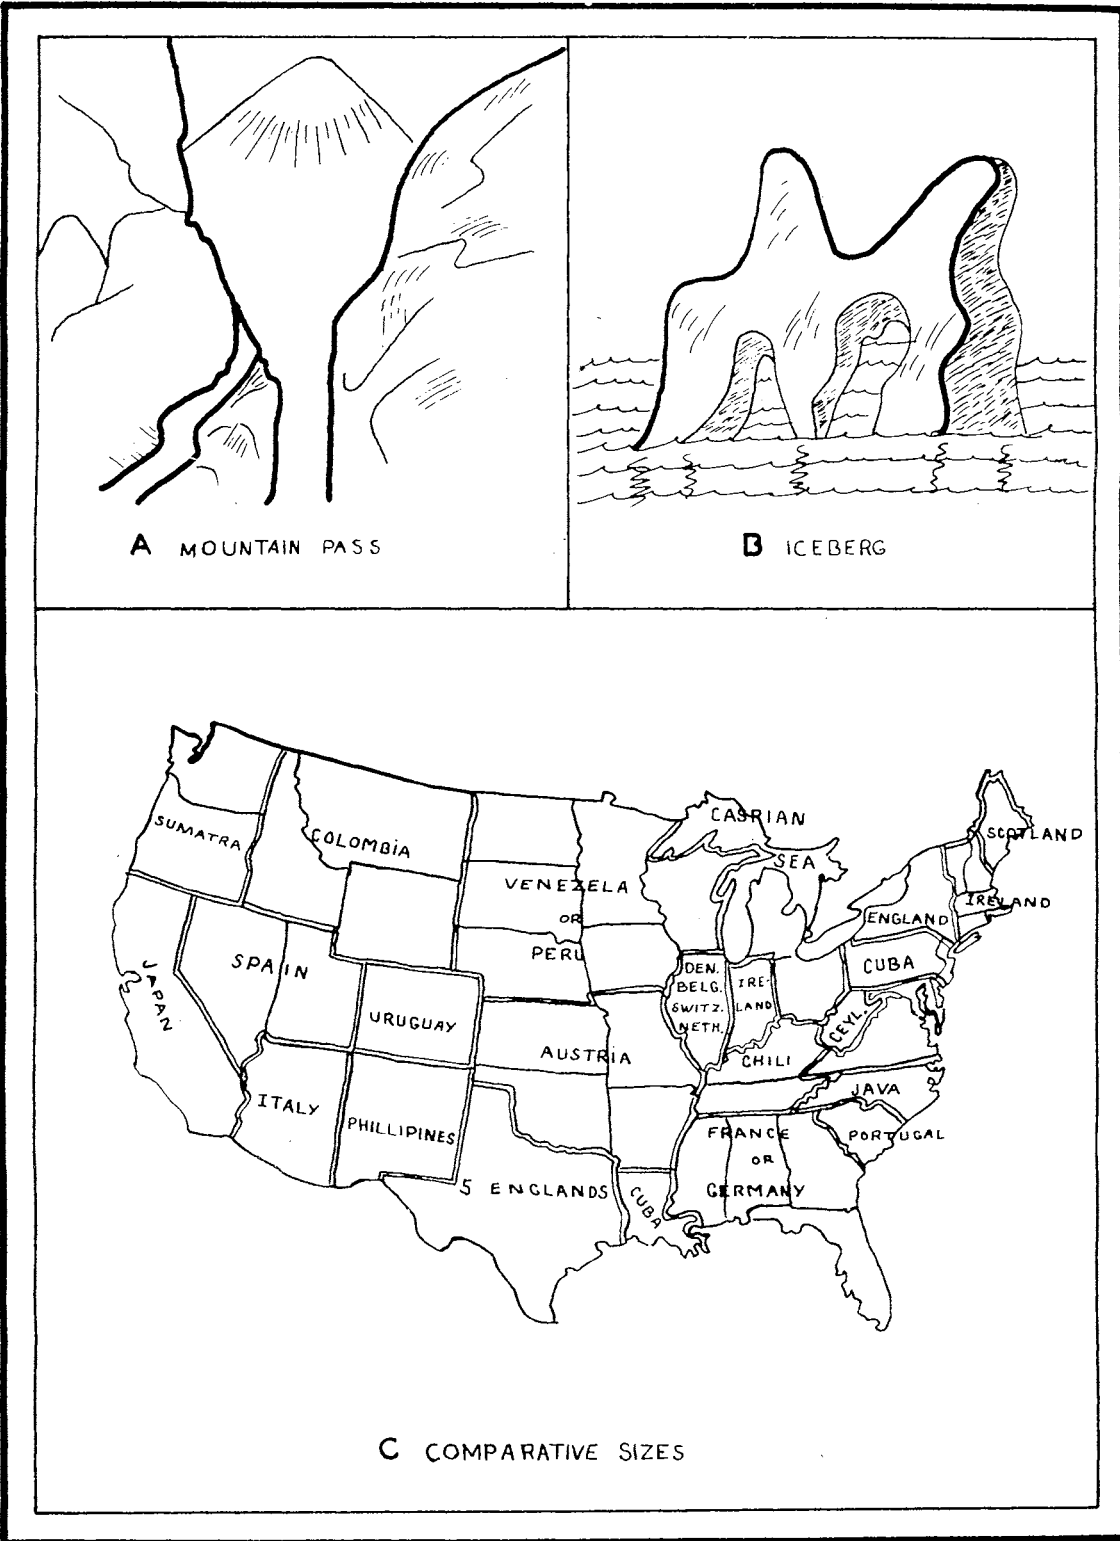 A MOUNTAIN PASS
B ICEBERG
CASRIAN
SEA
SCOTLAND
SUMATRA
COLOMBIA
VENEZELA
OR
PERU
IRELAND
ENGLAND
CUBA
JAPAN
SPAIN
DEN.
BELG.
SWITZ.
NETH.
IRE-
LAND
URUGUAY
CEYL.
AUSTRIA
CHILI
JAVA
ITALY
PHILLIPINES
FRANCE
OR
GERMANY
PORTUGAL
5 ENGLANDS
CUBA
C COMPARATIVE SIZES